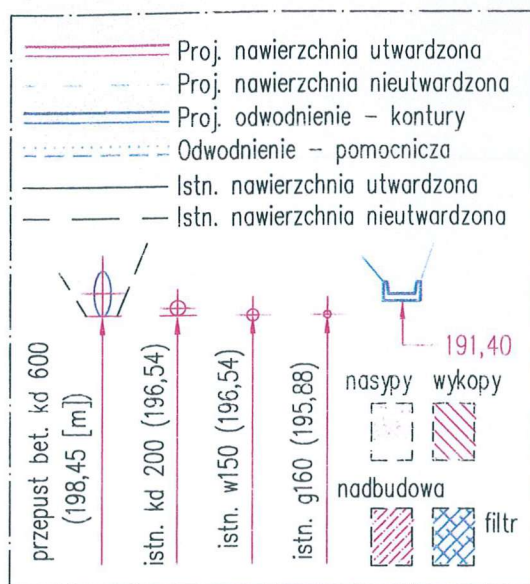 Proj. nawierzchnia utwardzona
Proj. nawierzchnia nieutwardzona
Proj. odwodnienie – kontury
Odwodnienie – pomocnicza
Istn. nawierzchnia utwardzona
Istn. nawierzchnia nieutwardzona
przepust bet. kd 600
(198,45 [m])
istn. kd 200 (196,54)
istn. w150 (196,54)
istn. g160 (195,88)
191,40
nasypy wykopy
nadbudowa
filtr